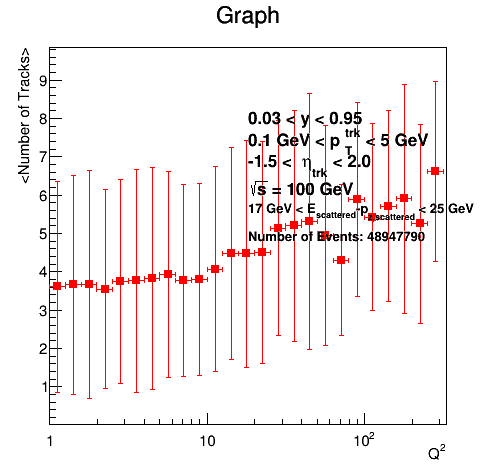 Graph
<Number of Tracks>
9
8
7
6
5
4
3
2
1
0.03 < y < 0.95
0.1 GeV < p_T^trk < 5 GeV
-1.5 < η_trk < 2.0
√s = 100 GeV
17 GeV < E_scattered-p_scattered < 25 GeV
Number of Events: 48947790
1 10 10²
Q²